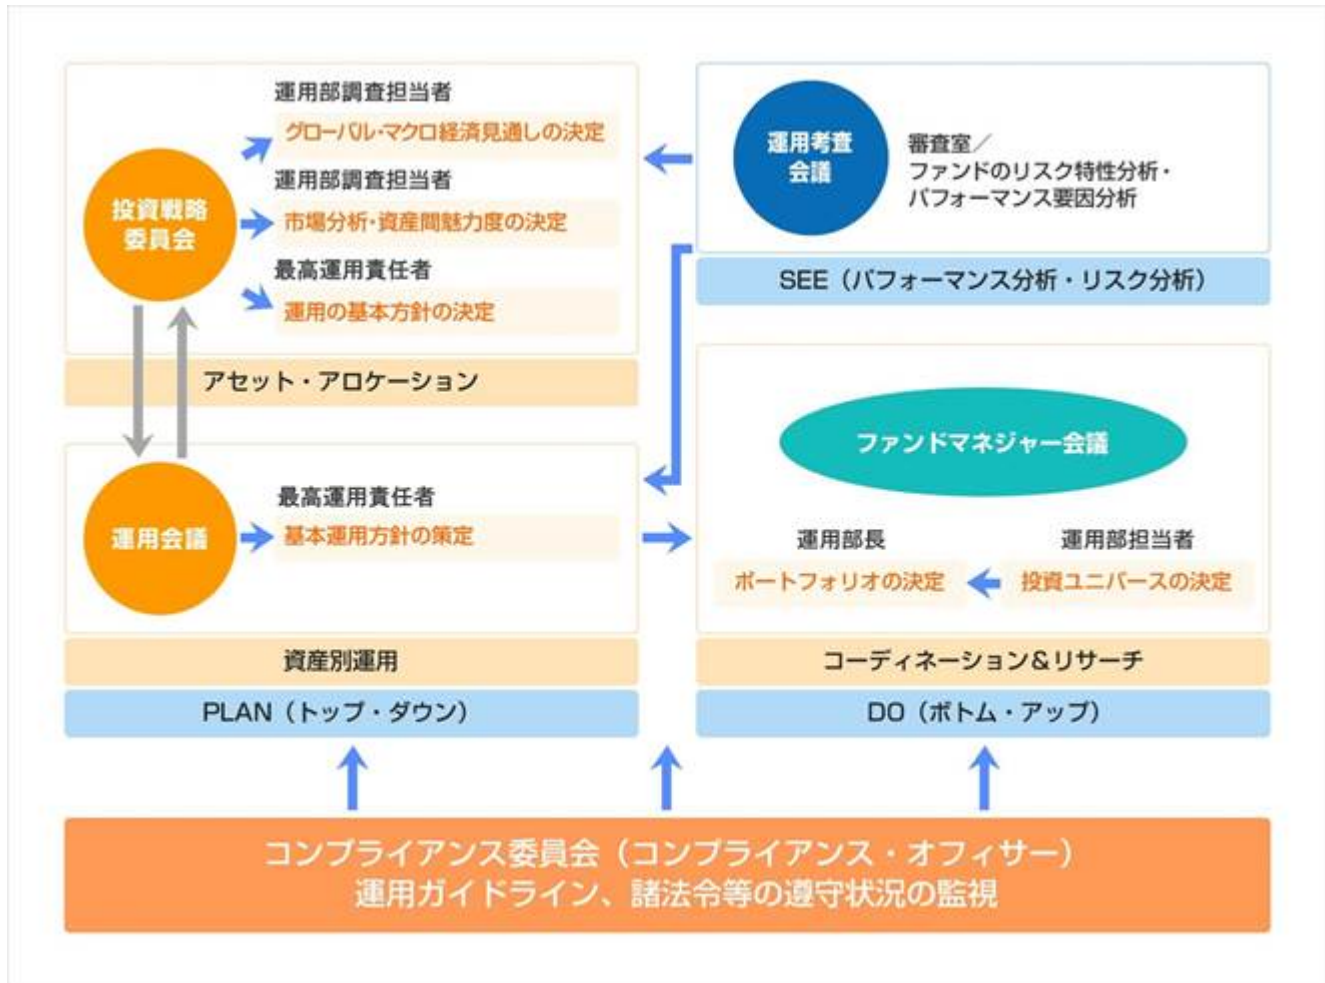 運用部調査担当者
グローバル・マクロ経済見通しの決定
運用部調査担当者
投資戦略
委員会
市場分析・資産間魅力度の決定
最高運用責任者
運用の基本方針の決定
アセット・アロケーション
運用考査
会議
審査室／
ファンドのリスク特性分析・
パフォーマンス要因分析
SEE（パフォーマンス分析・リスク分析）
運用会議
最高運用責任者
基本運用方針の策定
資産別運用
PLAN（トップ・ダウン）
ファンドマネジャー会議
運用部長
運用部担当者
ポートフォリオの決定
投資ユニバースの決定
コーディネーション＆リサーチ
DO（ボトム・アップ）
コンプライアンス委員会（コンプライアンス・オフィサー）
運用ガイドライン、諸法令等の遵守状況の監視